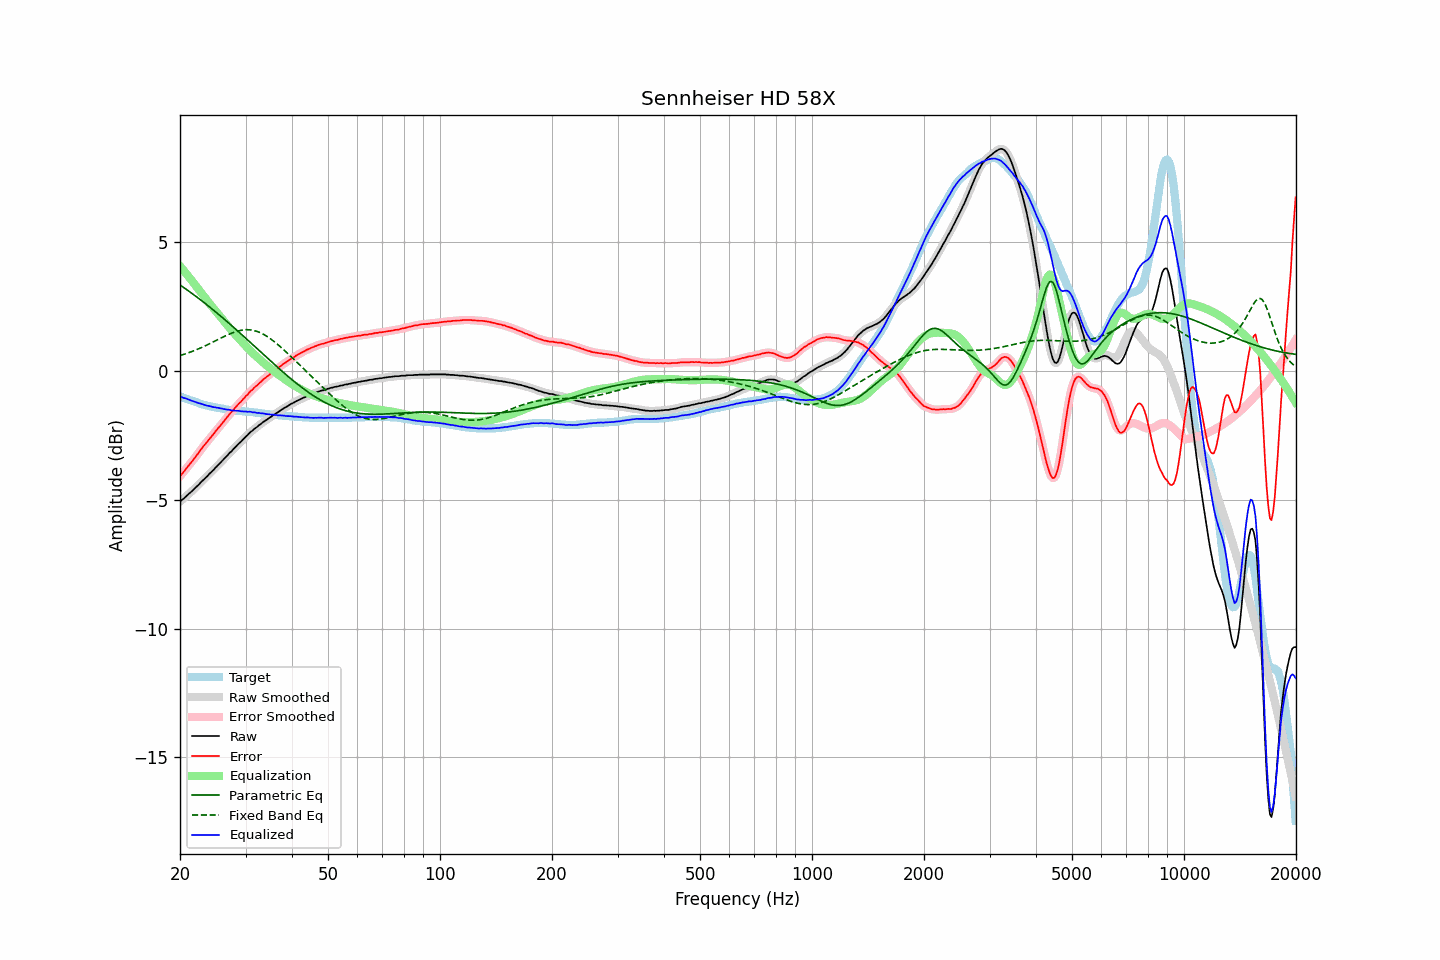 Sennheiser HD 58X
Amplitude (dBr)
5
0
−5
−10
−15
Target
Raw Smoothed
Error Smoothed
Raw
Error
Equalization
Parametric Eq
Fixed Band Eq
Equalized
20 50 100 200 500 1000 2000 5000 10000 20000
Frequency (Hz)